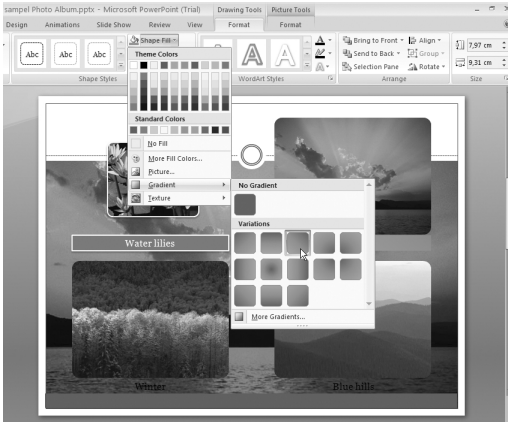 sampel Photo Album.pptx - Microsoft PowerPoint (Trial)
Drawing Tools
Picture Tools
Design
Animations
Slide Show
Review
View
Format
Format
Abc
Abc
Abc
Shape Fill
A
A
A
A
A
Bring to Front
Align
Send to Back
Group
Selection Pane
Rotate
7,97 cm
9,31 cm
Shape Styles
WordArt Styles
Arrange
Size
Theme Colors
Standard Colors
No Fill
More Fill Colors...
Picture...
Gradient
Texture
No Gradient
Variations
More Gradients...
Water lilies
Winter
Blue hills